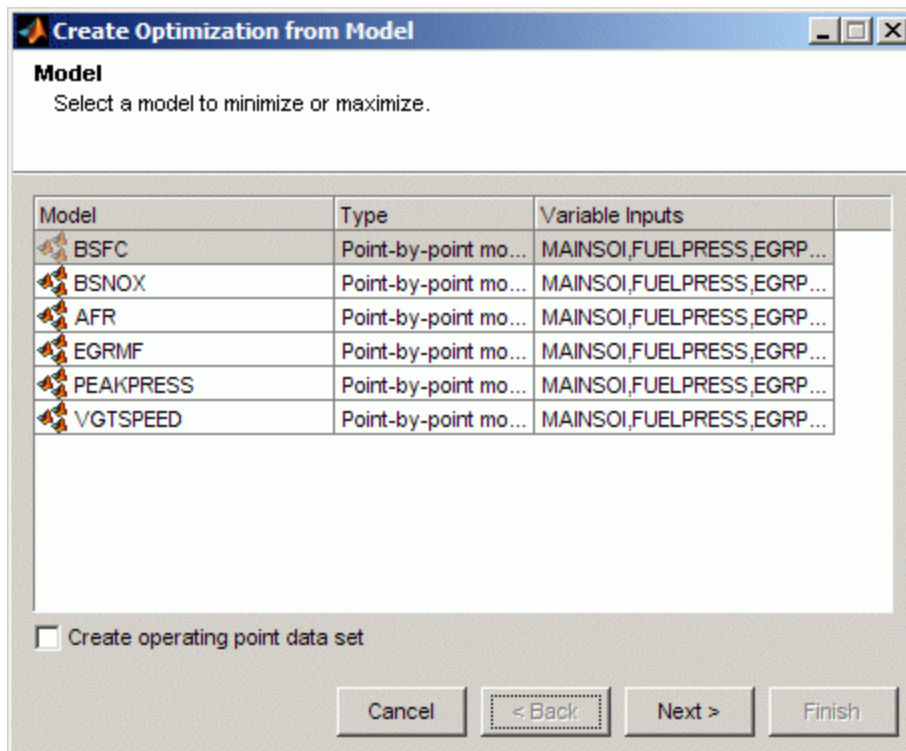 Create Optimization from Model
Model
Select a model to minimize or maximize.
Model Type Variable Inputs
BSFC Point-by-point mo... MAINSOI,FUELPRESS,EGRP...
BSNOX Point-by-point mo... MAINSOI,FUELPRESS,EGRP...
AFR Point-by-point mo... MAINSOI,FUELPRESS,EGRP...
EGRMF Point-by-point mo... MAINSOI,FUELPRESS,EGRP...
PEAKPRESS Point-by-point mo... MAINSOI,FUELPRESS,EGRP...
VGTSPEED Point-by-point mo... MAINSOI,FUELPRESS,EGRP...
Create operating point data set
Cancel < Back Next > Finish